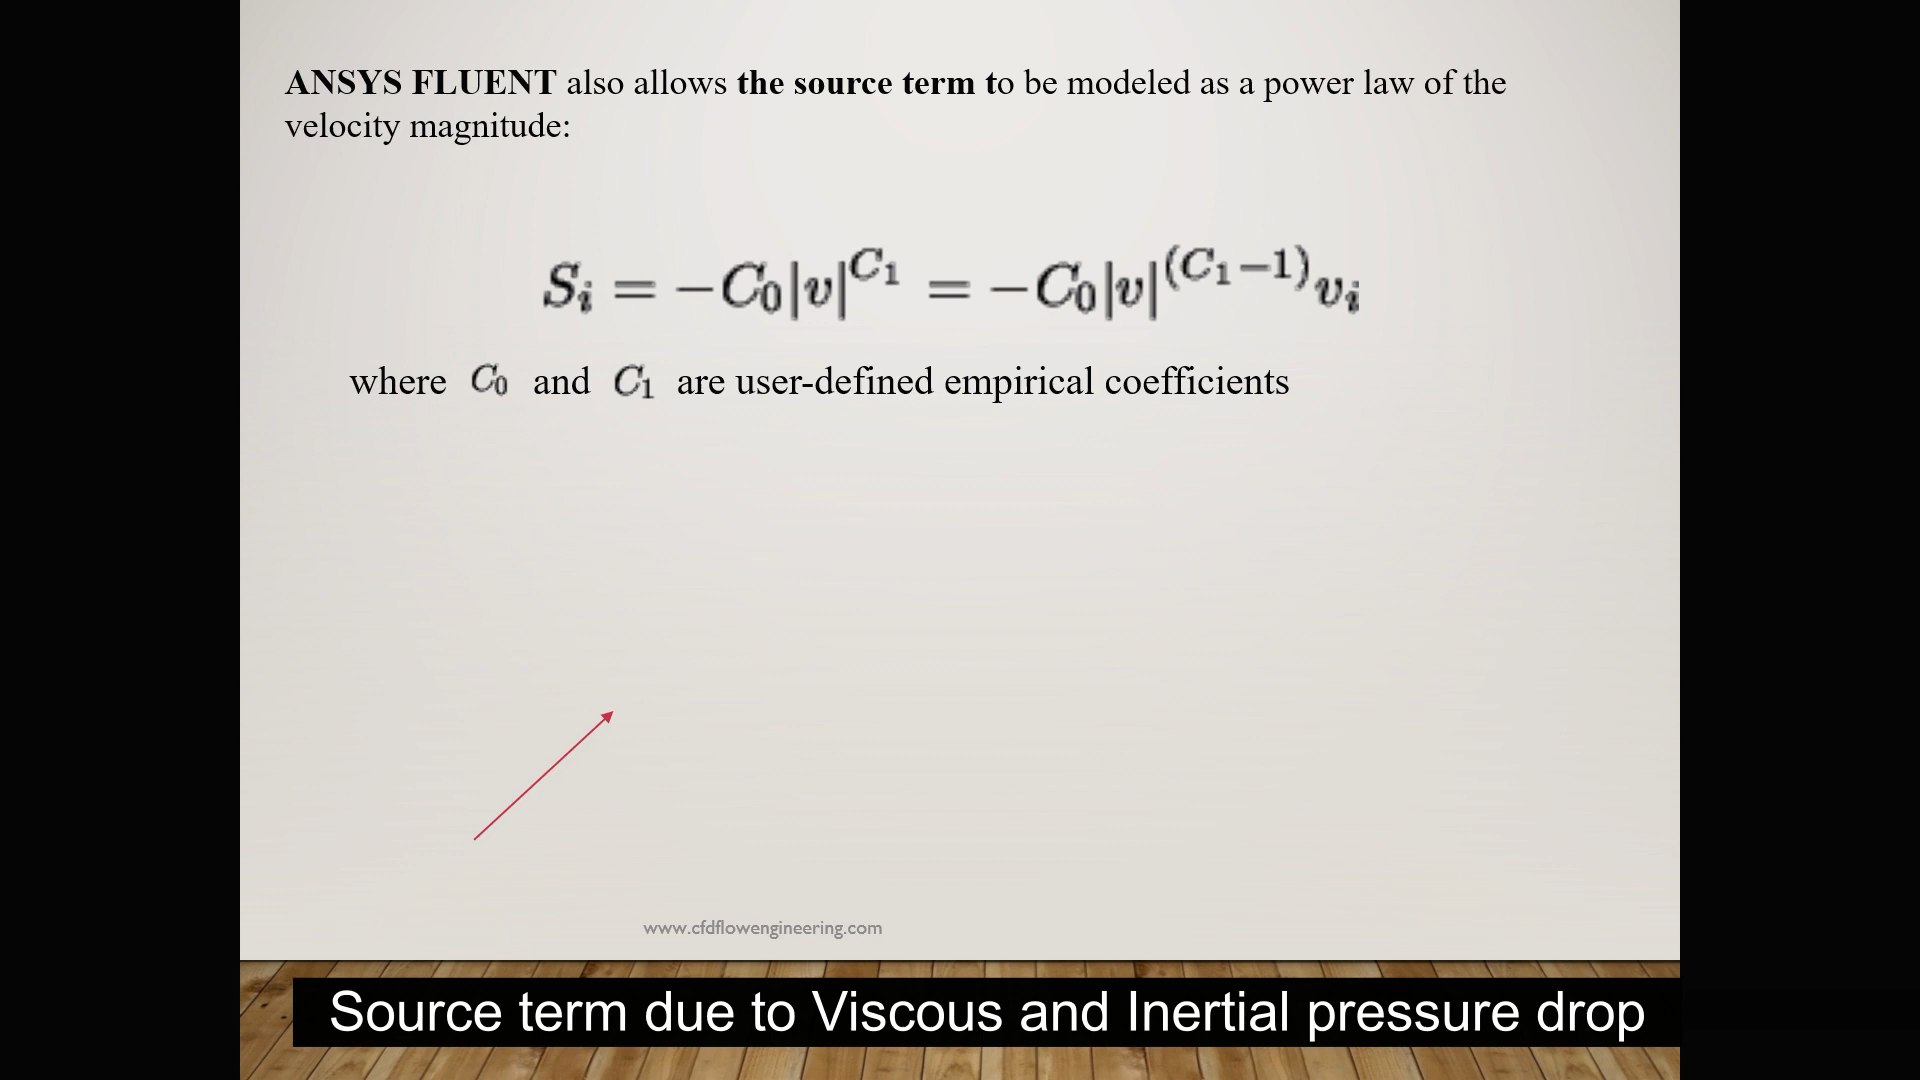 ANSYS FLUENT also allows the source term to be modeled as a power law of the
velocity magnitude:
S_i = −C_0|v|^{C_1} = −C_0|v|^{(C_1−1)} v_i
where C_0 and C_1 are user-defined empirical coefficients
www.cfdflowengineering.com
Source term due to Viscous and Inertial pressure drop